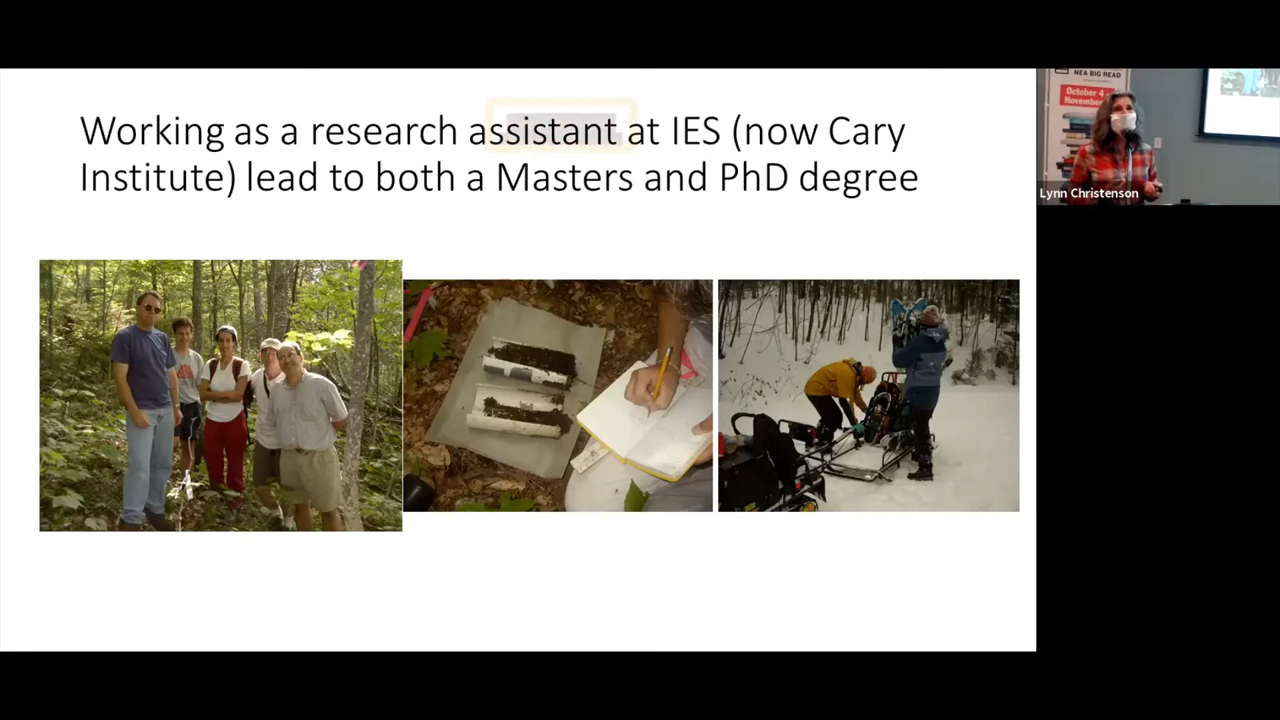 Working as a research assistant at IES (now Cary
Institute) lead to both a Masters and PhD degree
NEA BIG READ
October 4 -
Novembe
Lynn Christenson